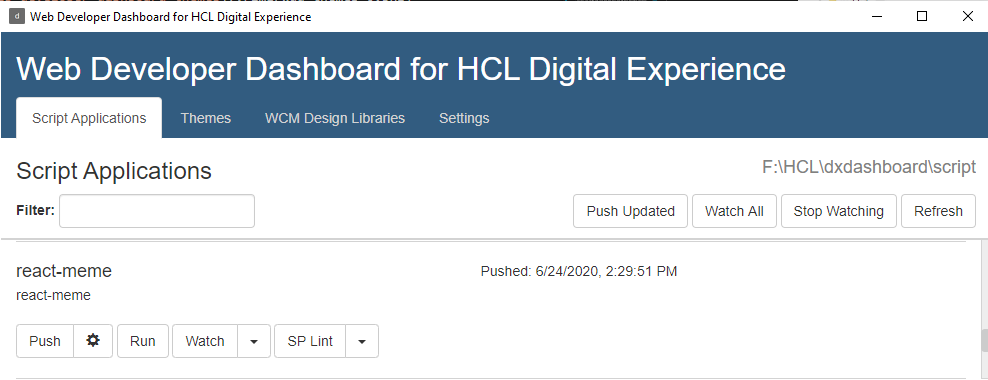 d Web Developer Dashboard for HCL Digital Experience
Web Developer Dashboard for HCL Digital Experience
Script Applications Themes WCM Design Libraries Settings
Script Applications F:\HCL\dxdashboard\script
Filter: Push Updated Watch All Stop Watching Refresh
react-meme Pushed: 6/24/2020, 2:29:51 PM
react-meme
Push Run Watch SP Lint